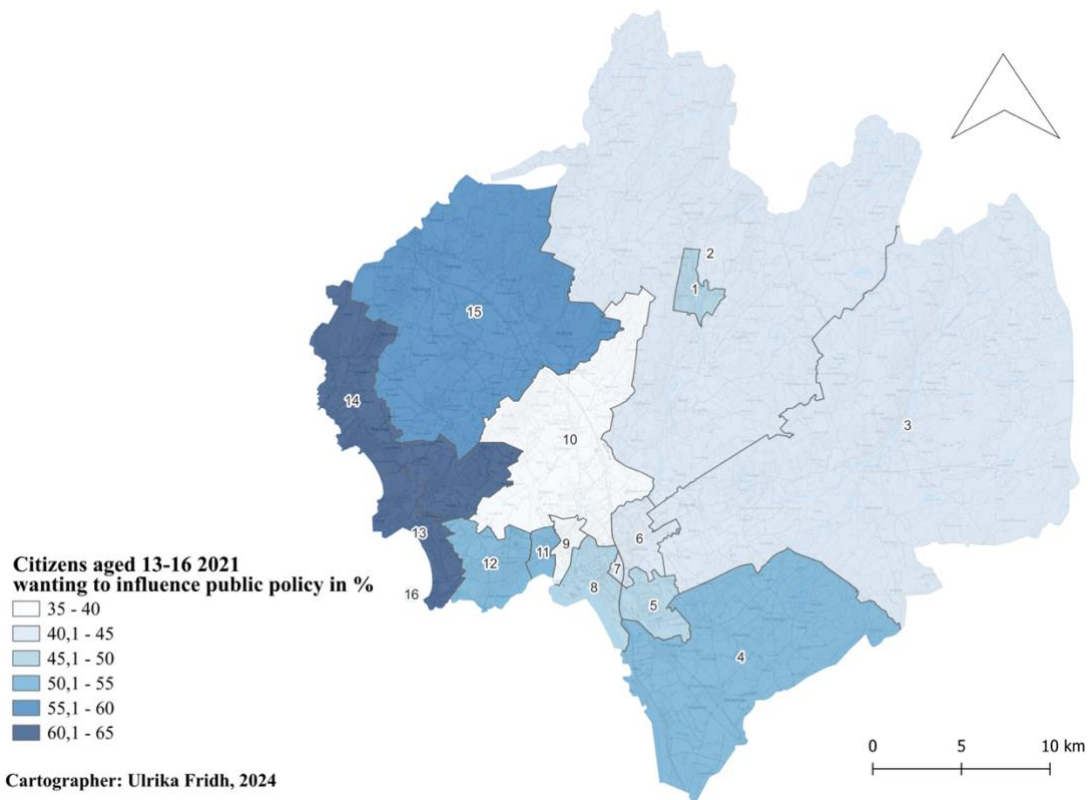 2
1
15
14
3
10
13
6
9
11
12
7
8
5
16
4
Citizens aged 13-16 2021
wanting to influence public policy in %
35 - 40
40,1 - 45
45,1 - 50
50,1 - 55
55,1 - 60
60,1 - 65
0 5 10 km
Cartographer: Ulrika Fridh, 2024